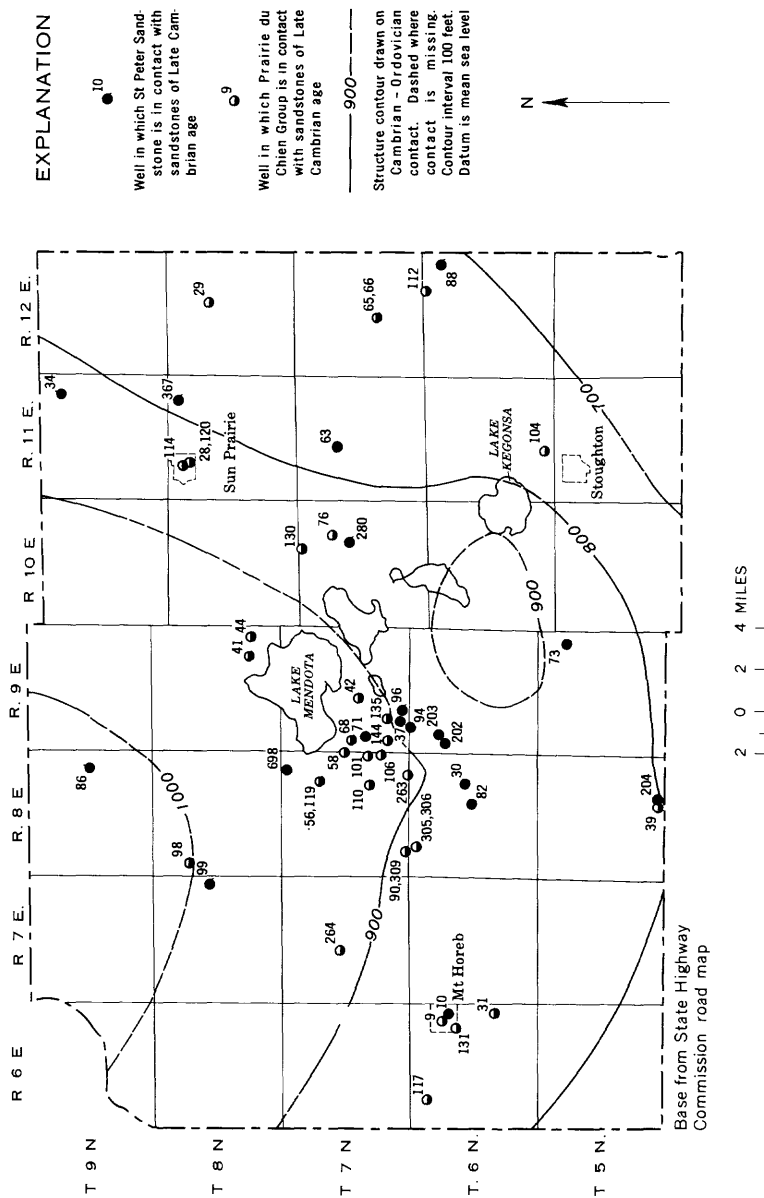 EXPLANATION
10
Well in which St Peter Sand-
stone is in contact with
sandstones of Late Cam-
brian age
9
Well in which Prairie du
Chien Group is in contact
with sandstones of Late
Cambrian age
900
Structure contour drawn on
Cambrian - Ordovician
contact. Dashed where
contact is missing.
Contour interval 100 feet.
Datum is mean sea level
N
R 6 E
R 7 E.
R. 8 E
R. 9 E
R 10 E
R. 11 E.
R. 12 E.
T 9 N
T 8 N
T 7 N
T. 6 N.
T 5 N.
86
1000
34
98
99
41 44
114
28,120
Sun Prairie
367
29
698
LAKE
MENDOTA
130
76
280
63
65,66
56,119
58
68
71
42
101
110
144
135
106
37
96
94
263
264
900
90,309
305,306
203
202
30
82
112
88
LAKE
KEGONSA
900
104
Stoughton
9
10
Mt Horeb
131
31
117
73
800
700
204
39
Base from State Highway
Commission road map
2 0 2 4 MILES